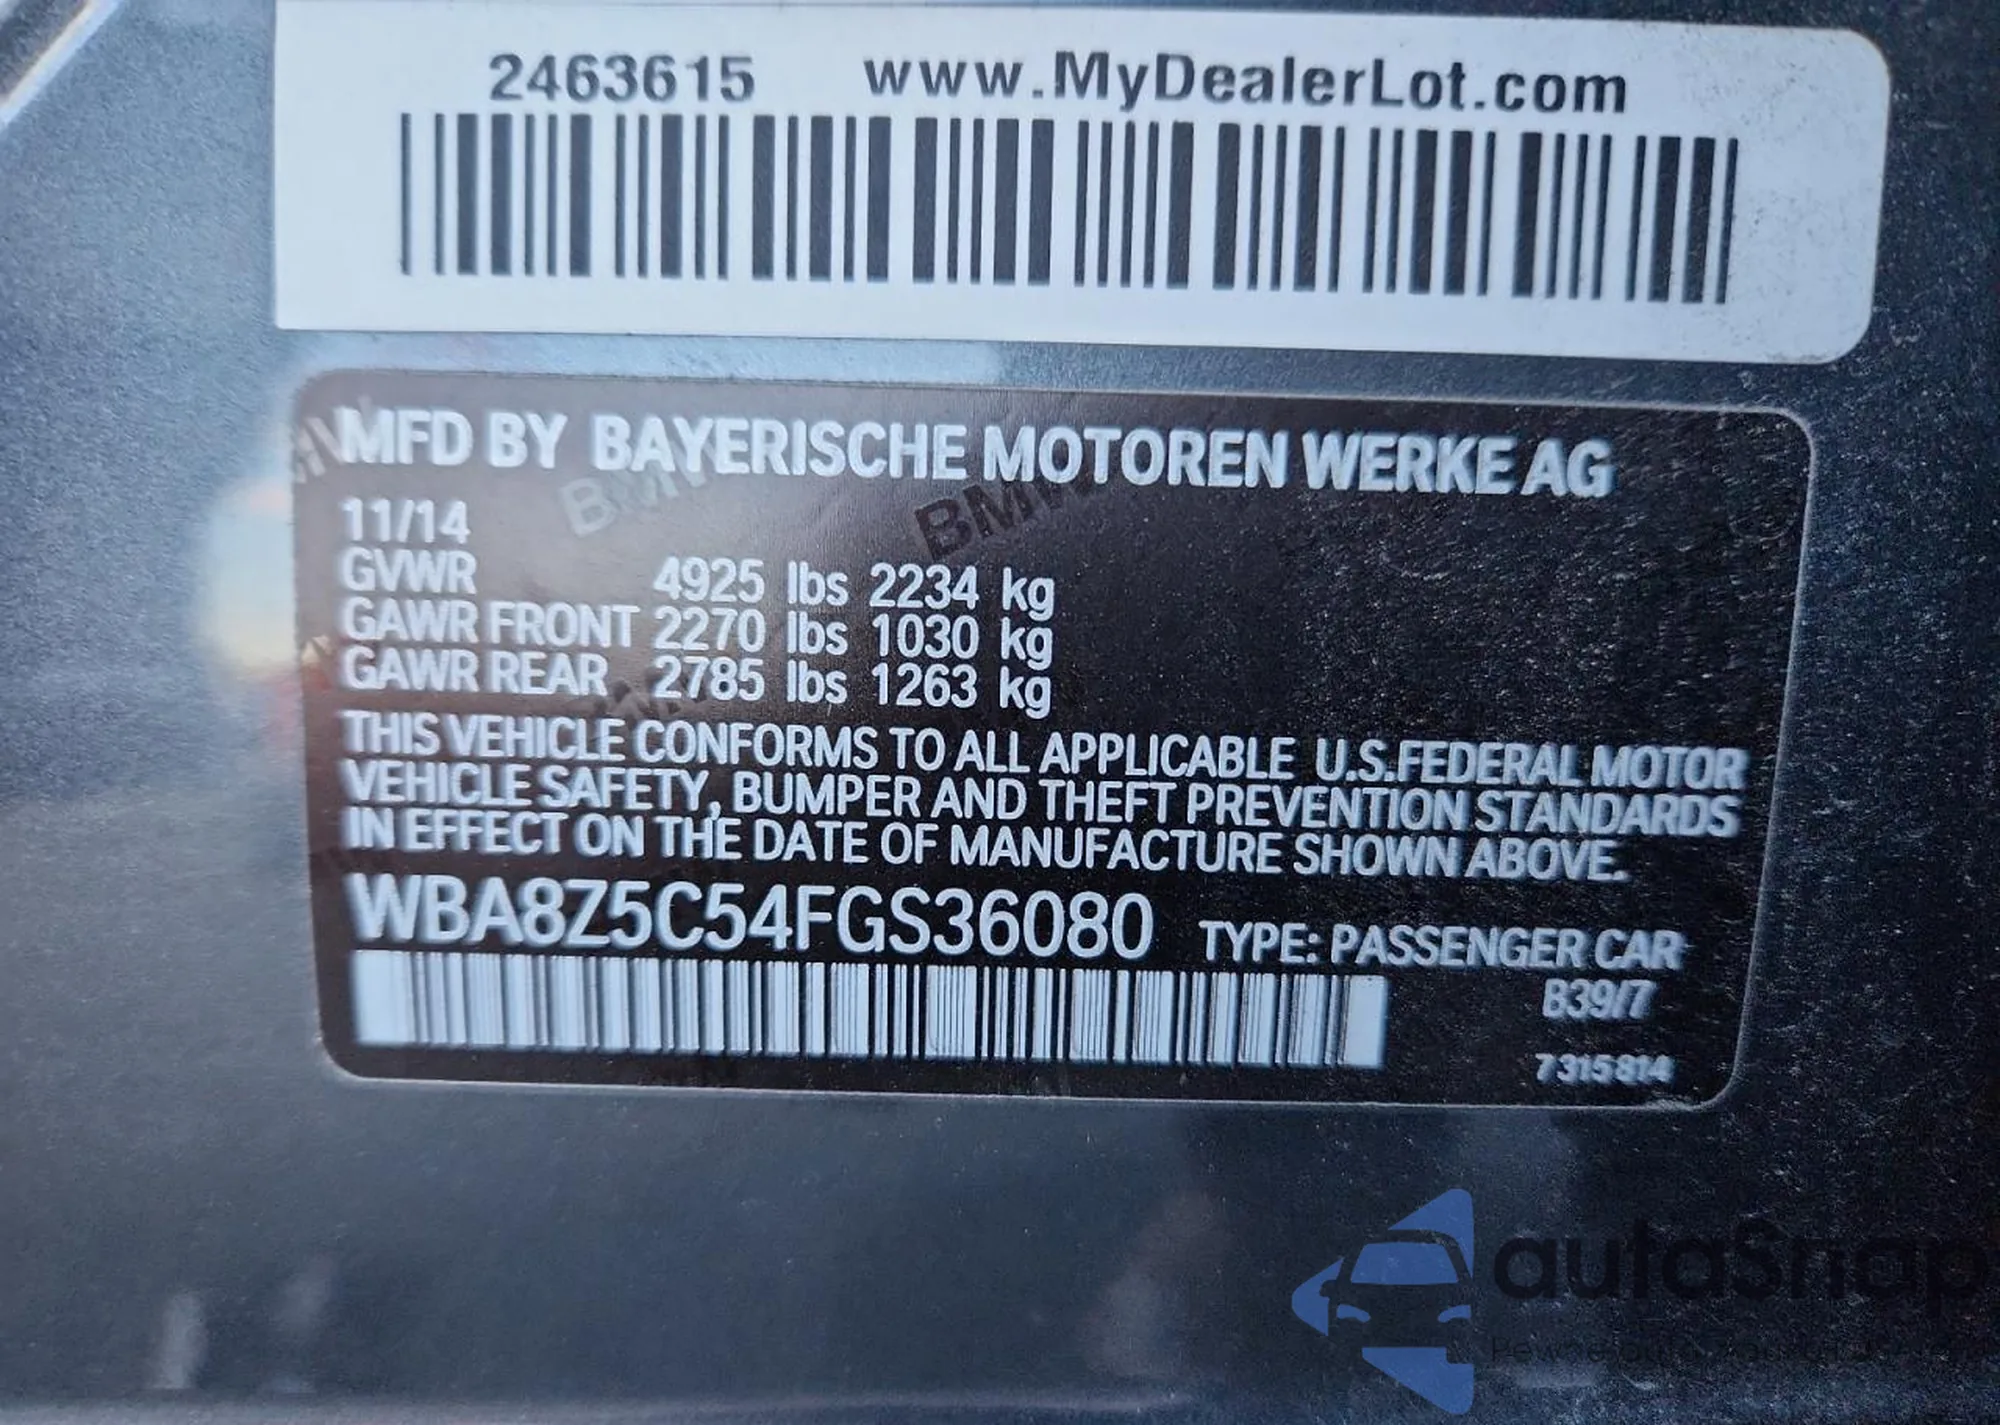 2463615 www.MyDealerLot.com
MFD BY BAYERISCHE MOTOREN WERKE AG
11/14
GVWR 4925 lbs 2234 kg
GAWR FRONT 2270 lbs 1030 kg
GAWR REAR 2785 lbs 1263 kg
THIS VEHICLE CONFORMS TO ALL APPLICABLE U.S.FEDERAL MOTOR
VEHICLE SAFETY, BUMPER AND THEFT PREVENTION STANDARDS
IN EFFECT ON THE DATE OF MANUFACTURE SHOWN ABOVE.
WBA8Z5C54FGS36080 TYPE: PASSENGER CAR
B39/7
7315814
BMW
BMW
autaSnap